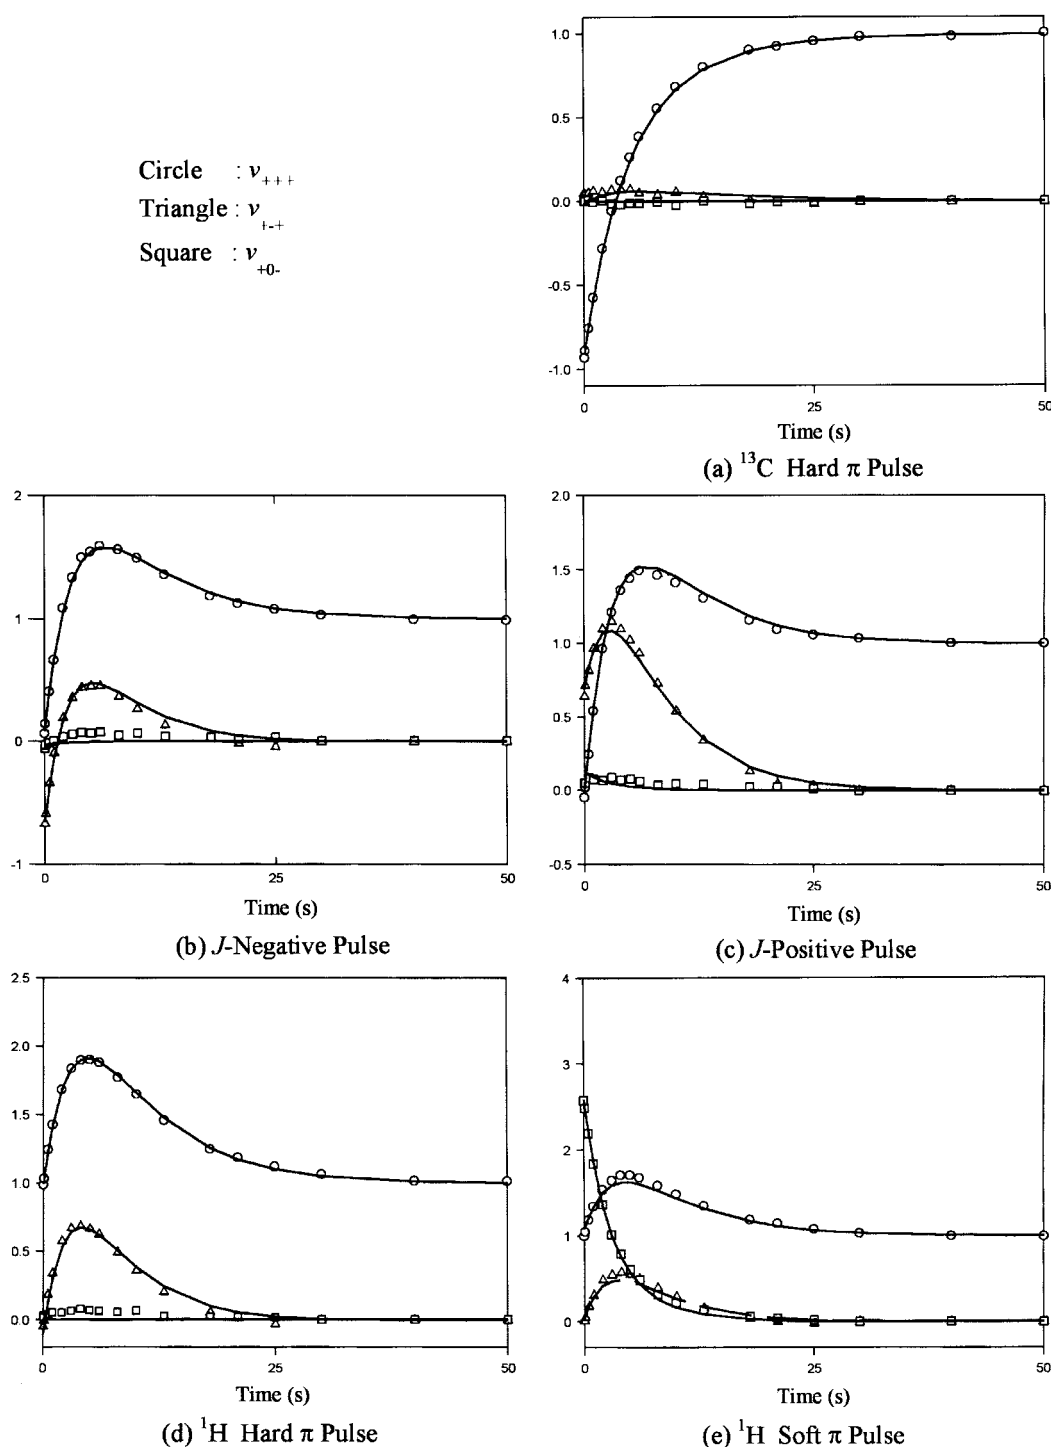 Circle : v+++
Triangle : v+-+
Square : v+0-
1.0
0.5
0.0
-0.5
-1.0
0 25 50
Time (s)
(a) 13C Hard π Pulse
2
1
0
-1
0 25 50
Time (s)
(b) J-Negative Pulse
2.0
1.5
1.0
0.5
0.0
-0.5
0 25 50
Time (s)
(c) J-Positive Pulse
2.5
2.0
1.5
1.0
0.5
0.0
0 25 50
Time (s)
(d) 1H Hard π Pulse
4
3
2
1
0
0 25 50
Time (s)
(e) 1H Soft π Pulse